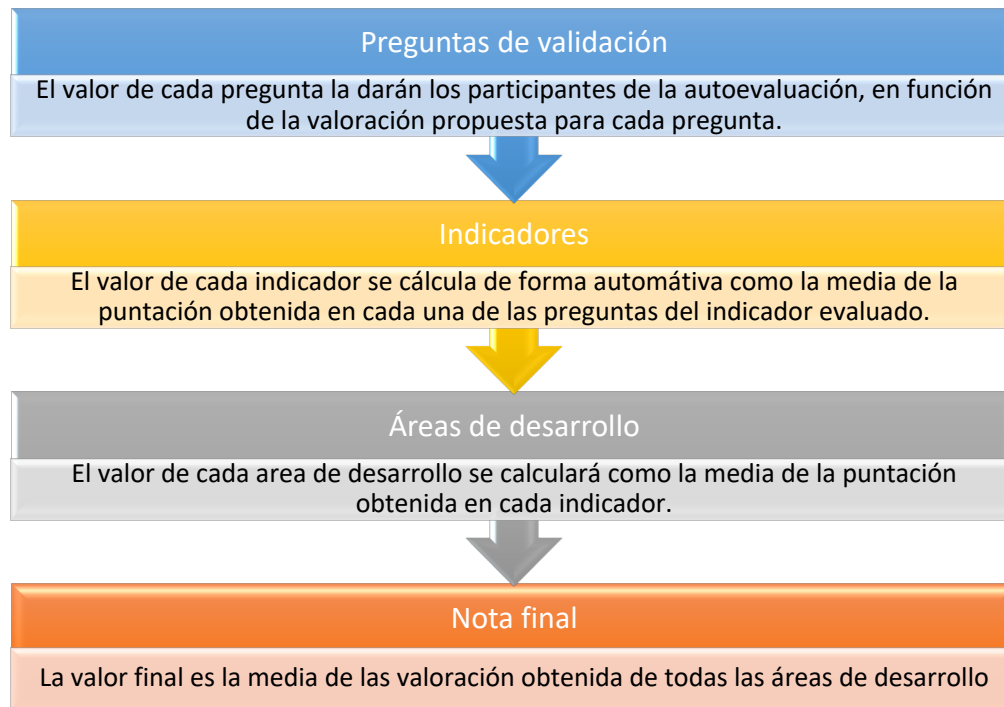 Preguntas de validación
El valor de cada pregunta la darán los participantes de la autoevaluación, en función
de la valoración propuesta para cada pregunta.
Indicadores
El valor de cada indicador se cálcula de forma automátiva como la media de la
puntación obtenida en cada una de las preguntas del indicador evaluado.
Áreas de desarrollo
El valor de cada area de desarrollo se calculará como la media de la puntación
obtenida en cada indicador.
Nota final
La valor final es la media de las valoración obtenida de todas las áreas de desarrollo